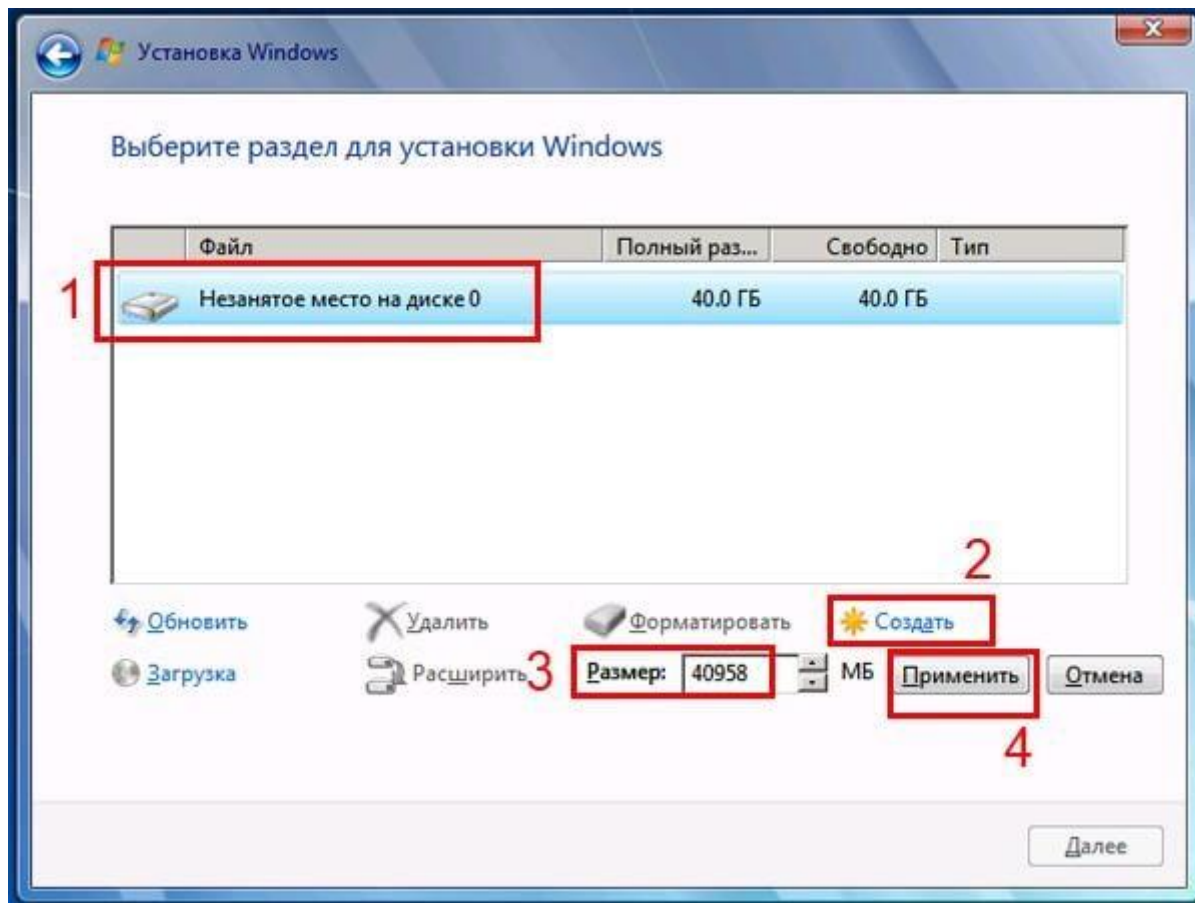 Установка Windows
Выберите раздел для установки Windows
Файл Полный раз... Свободно Тип
1 Незанятое место на диске 0 40.0 ГБ 40.0 ГБ
2
Обновить Удалить Форматировать Создать
Загрузка Расширить 3 Размер: 40958 МБ Применить Отмена
4
Далее